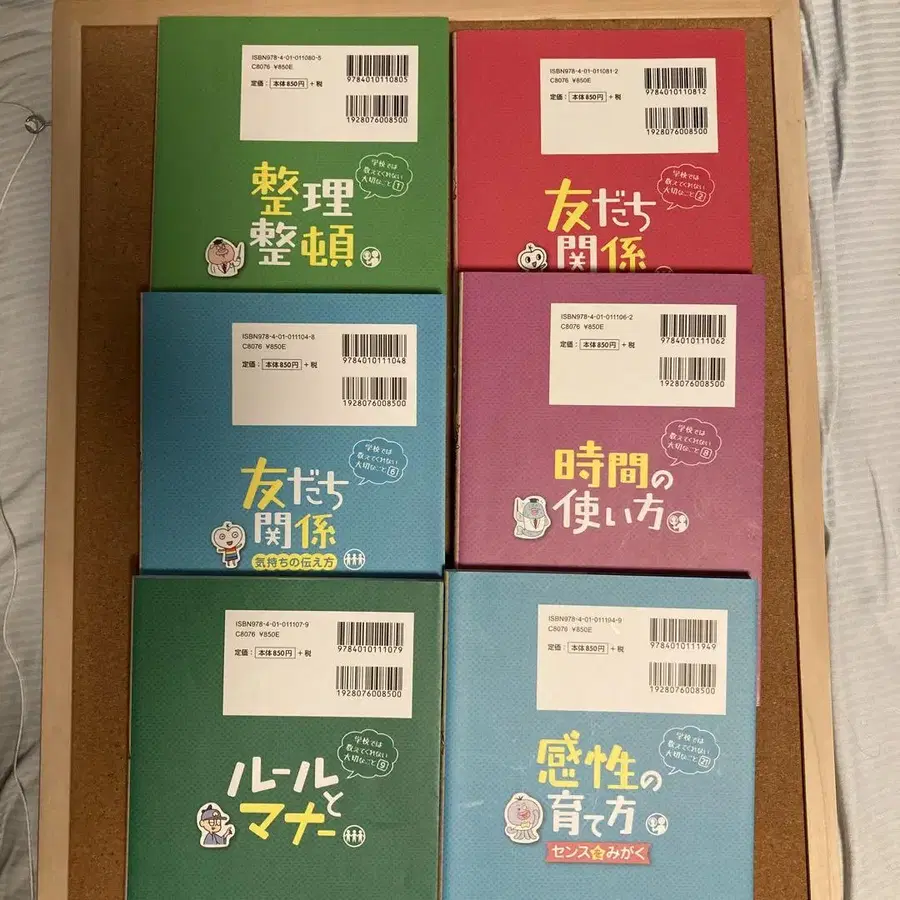 ISBN978-4-01-011080-5
C8076 ¥850E
定価： 本体850円 +税
9784010110805
1928076008500
学校では
教えてくれない
大切なこと 1
整理
整頓
ISBN978-4-01-011081-2
C8076 ¥850E
定価： 本体850円 +税
9784010110812
1928076008500
学校では
教えてくれない
大切なこと 2
友だち
関係
ISBN978-4-01-011104-8
C8076 ¥850E
定価： 本体850円 +税
9784010111048
1928076008500
学校では
教えてくれない
大切なこと 6
友だち
関係
気持ちの伝え方
ISBN978-4-01-011106-2
C8076 ¥850E
定価： 本体850円 +税
9784010111062
1928076008500
学校では
教えてくれない
大切なこと 8
時間の
使い方
ISBN978-4-01-011107-9
C8076 ¥850E
定価： 本体850円 +税
9784010111079
1928076008500
学校では
教えてくれない
大切なこと 9
ルールと
マナー
ISBN978-4-01-011194-9
C8076 ¥850E
定価： 本体850円 +税
9784010111949
1928076008500
学校では
教えてくれない
大切なこと 21
感性の
育て方
センスをみがく